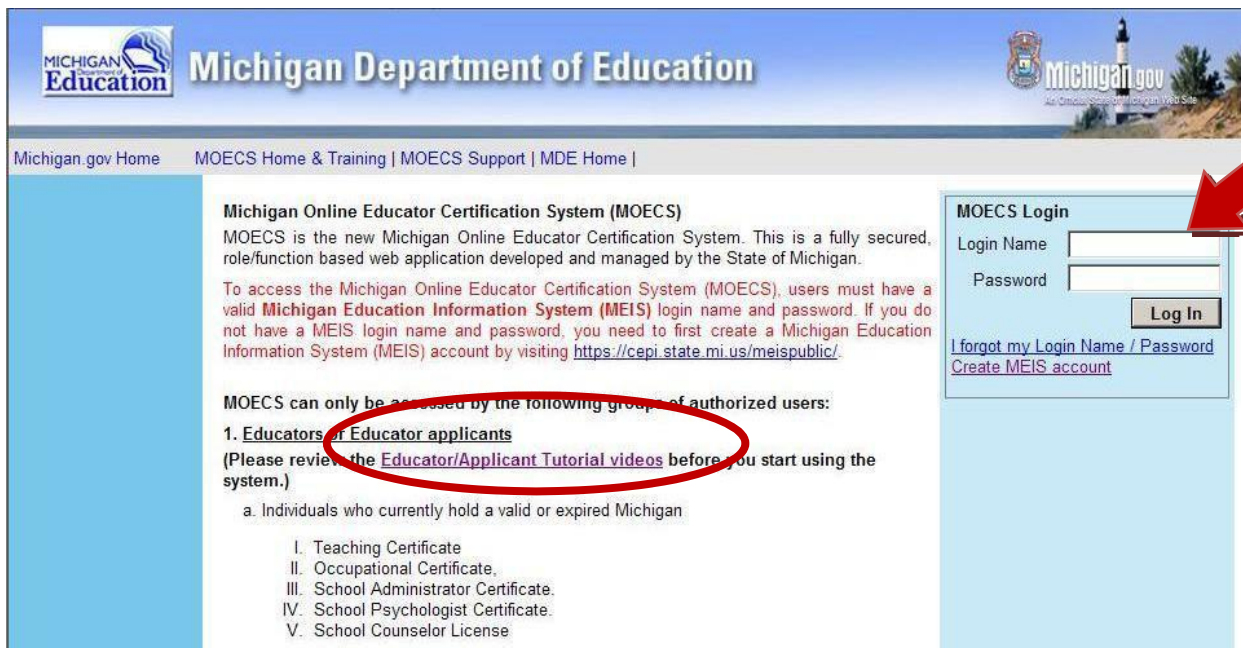 MICHIGAN
Department of
Education
Michigan Department of Education
Michigan.gov
An Official State of Michigan Web Site
Michigan.gov Home MOECS Home & Training | MOECS Support | MDE Home |
Michigan Online Educator Certification System (MOECS)
MOECS is the new Michigan Online Educator Certification System. This is a fully secured,
role/function based web application developed and managed by the State of Michigan.
To access the Michigan Online Educator Certification System (MOECS), users must have a
valid Michigan Education Information System (MEIS) login name and password. If you do
not have a MEIS login name and password, you need to first create a Michigan Education
Information System (MEIS) account by visiting https://cepi.state.mi.us/meispublic/.
MOECS can only be accessed by the following groups of authorized users:
1. Educators or Educator applicants
(Please review the Educator/Applicant Tutorial videos before you start using the
system.)
a. Individuals who currently hold a valid or expired Michigan
I. Teaching Certificate
II. Occupational Certificate,
III. School Administrator Certificate.
IV. School Psychologist Certificate.
V. School Counselor License
MOECS Login
Login Name
Password
Log In
I forgot my Login Name / Password
Create MEIS account